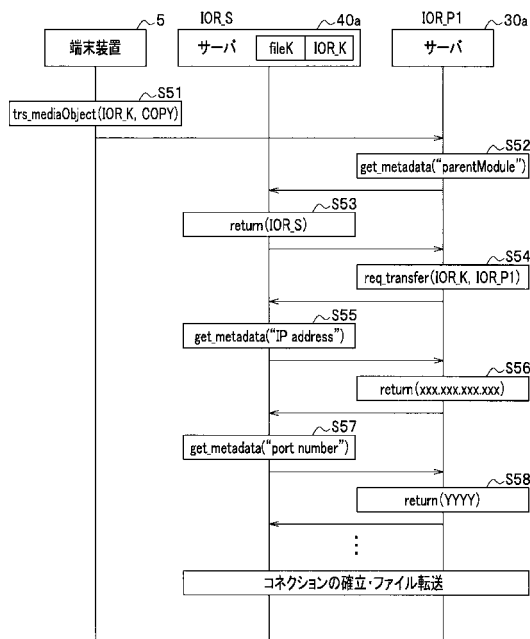 IOR_S 40a IOR_P1 30a
5
端末装置 サーバ fileK IOR_K サーバ
S51
trs_mediaObject(IOR_K, COPY)
S52
get_metadata("parentModule")
S53
return(IOR_S)
S54
req_transfer(IOR_K, IOR_P1)
S55
get_metadata("IP address")
S56
return(xxx.xxx.xxx.xxx)
S57
get_metadata("port number")
S58
return(YYYY)
コネクションの確立・ファイル転送